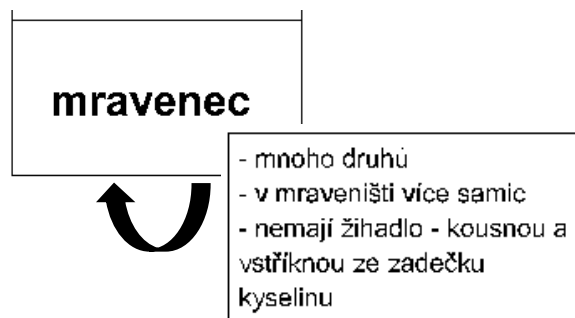 mravenec
- mnoho druhů
- v mraveništi více samic
- nemají žihadlo - kousnou a
vstříknou ze zadečku
kyselinu